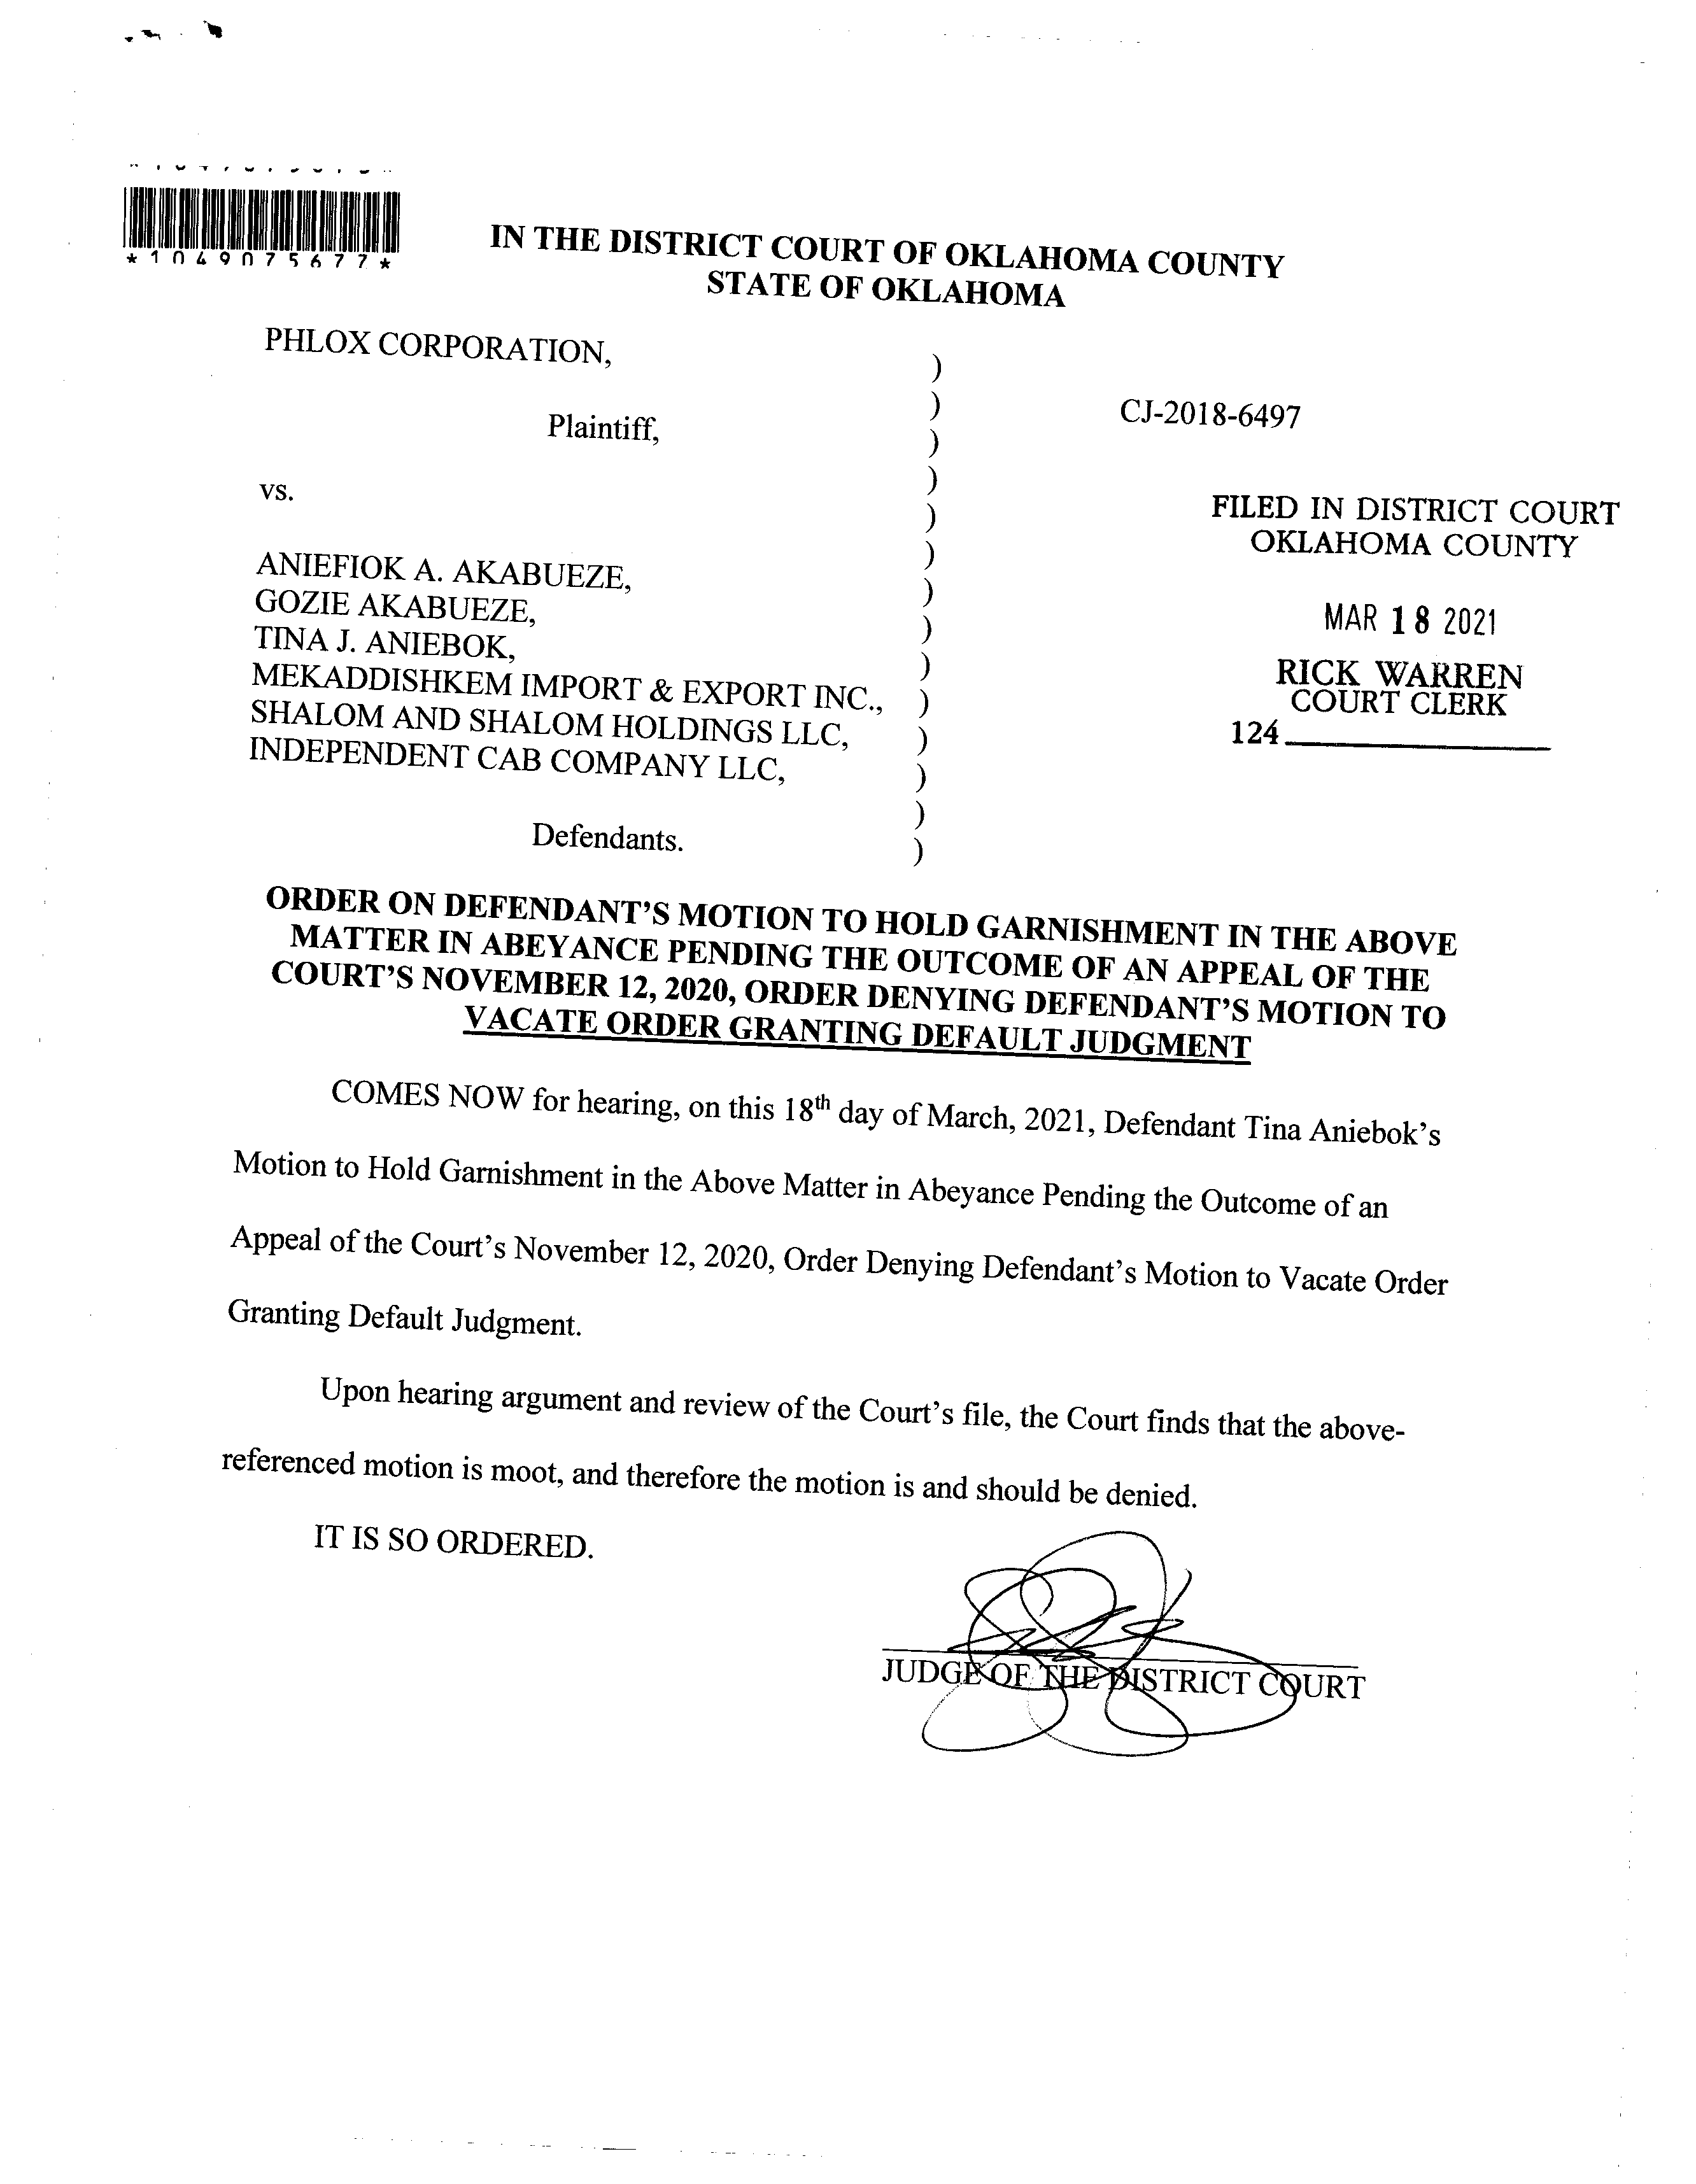 *1049075677*
IN THE DISTRICT COURT OF OKLAHOMA COUNTY
STATE OF OKLAHOMA
PHLOX CORPORATION, )
)
Plaintiff, ) CJ-2018-6497
)
vs. )
)
ANIEFIOK A. AKABUEZE, )
GOZIE AKABUEZE, )
TINA J. ANIEBOK, )
MEKADDISHKEM IMPORT & EXPORT INC., )
SHALOM AND SHALOM HOLDINGS LLC, )
INDEPENDENT CAB COMPANY LLC, )
)
Defendants. )
FILED IN DISTRICT COURT
OKLAHOMA COUNTY
MAR 18 2021
RICK WARREN
COURT CLERK
124
ORDER ON DEFENDANT'S MOTION TO HOLD GARNISHMENT IN THE ABOVE
MATTER IN ABEYANCE PENDING THE OUTCOME OF AN APPEAL OF THE
COURT'S NOVEMBER 12, 2020, ORDER DENYING DEFENDANT'S MOTION TO
VACATE ORDER GRANTING DEFAULT JUDGMENT
COMES NOW for hearing, on this 18th day of March, 2021, Defendant Tina Aniebok's
Motion to Hold Garnishment in the Above Matter in Abeyance Pending the Outcome of an
Appeal of the Court's November 12, 2020, Order Denying Defendant's Motion to Vacate Order
Granting Default Judgment.
Upon hearing argument and review of the Court's file, the Court finds that the above-
referenced motion is moot, and therefore the motion is and should be denied.
IT IS SO ORDERED.
JUDGE OF THE DISTRICT COURT